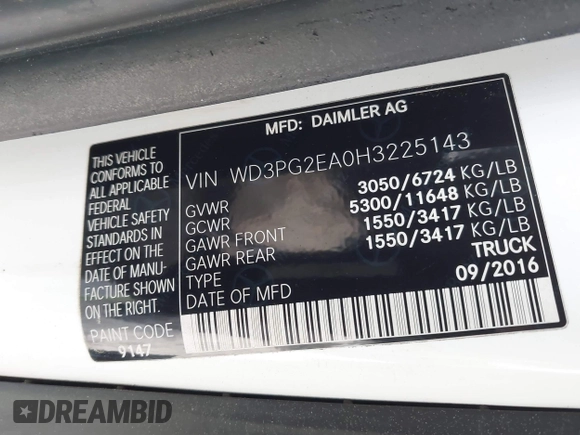 MFD: DAIMLER AG
THIS VEHICLE
CONFORMS TO
ALL APPLICABLE
FEDERAL
VEHICLE SAFETY
STANDARDS IN
EFFECT ON THE
DATE OF MANU-
FACTURE SHOWN
ON THE RIGHT.
PAINT CODE
9147
VIN WD3PG2EA0H3225143
GVWR 3050/6724 KG/LB
GCWR 5300/11648 KG/LB
GAWR FRONT 1550/3417 KG/LB
GAWR REAR 1550/3417 KG/LB
TYPE TRUCK
DATE OF MFD 09/2016
DREAMBID